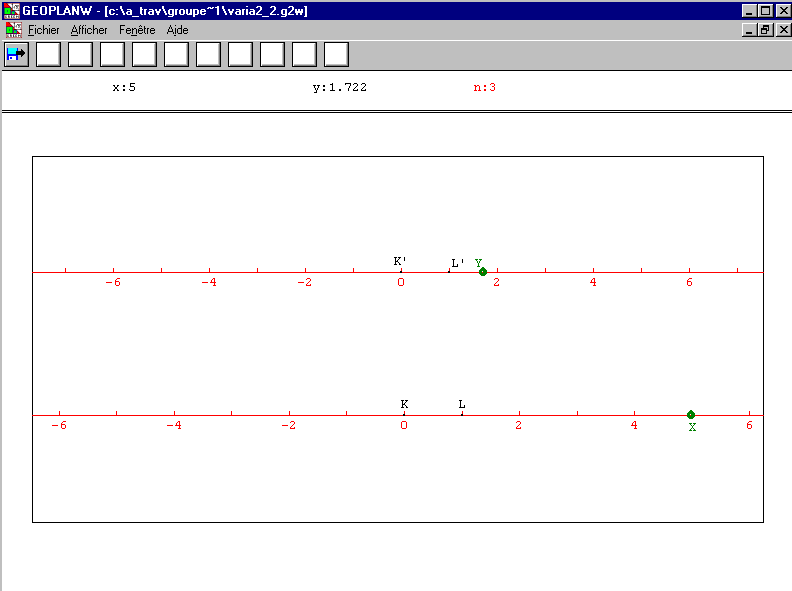 GEOPLANW - [c:\a_trav\groupe~1\varia2_2.g2w]
Fichier Afficher Fenêtre Aide
x:5 y:1.722 n:3
K' L' Y
-6 -4 -2 0 2 4 6
K L
-6 -4 -2 0 2 4 6
X